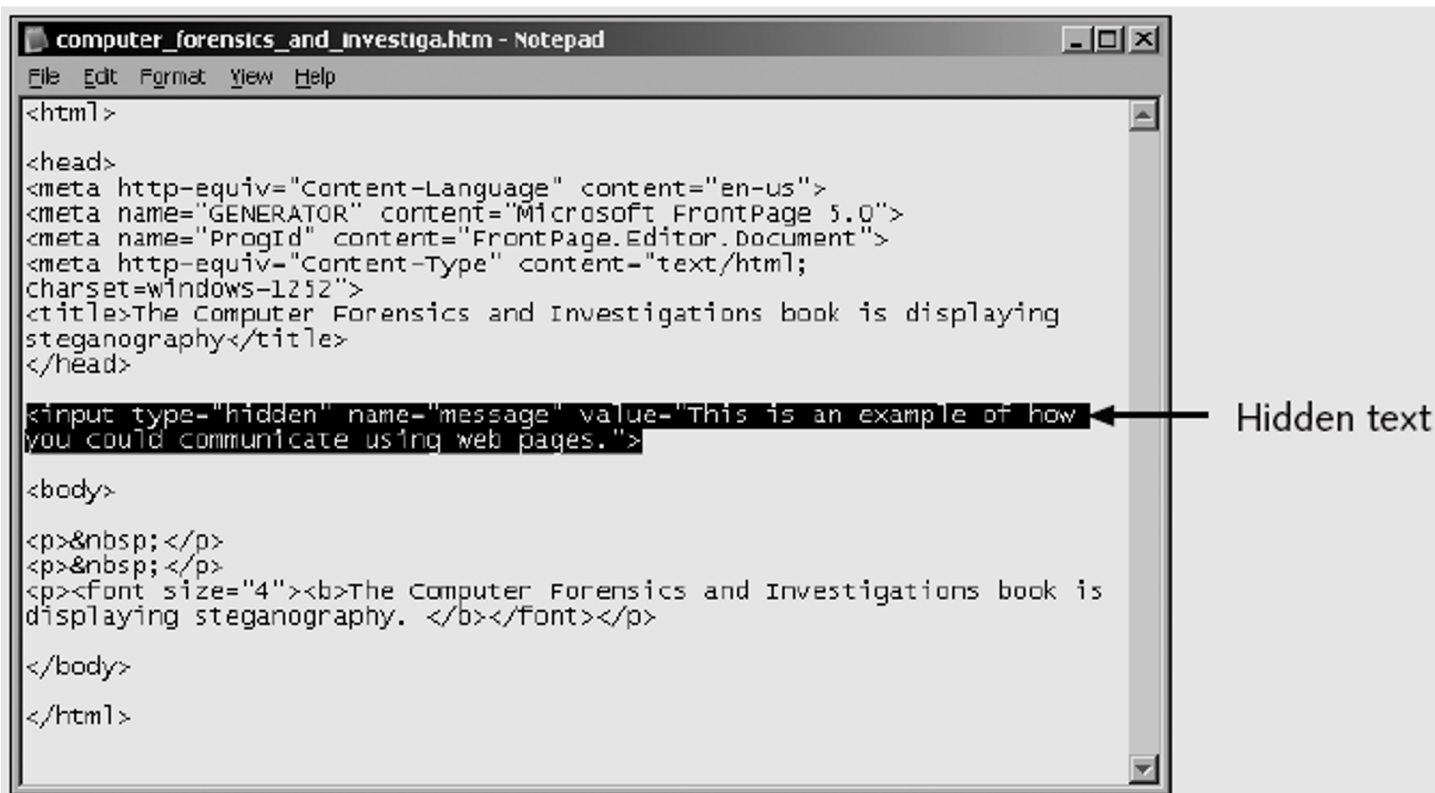 computer_forensics_and_investiga.htm - Notepad
File Edit Format View Help
<html>
<head>
<meta http-equiv="Content-Language" content="en-us">
<meta name="GENERATOR" content="Microsoft FrontPage 5.0">
<meta name="ProgId" content="FrontPage.Editor.Document">
<meta http-equiv="Content-Type" content="text/html;
charset=windows-1252">
<title>The Computer Forensics and Investigations book is displaying
steganography</title>
</head>
<input type="hidden" name="message" value="This is an example of how
you could communicate using web pages.">
Hidden text
<body>
<p>&nbsp;</p>
<p>&nbsp;</p>
<p><font size="4"><b>The Computer Forensics and Investigations book is
displaying steganography. </b></font></p>
</body>
</html>